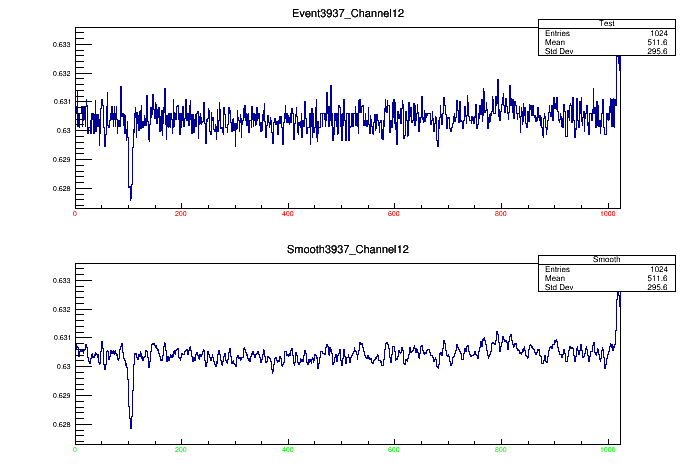 Event3937_Channel12
Test
Entries 1024
Mean 511.6
Std Dev 295.6
0.633
0.632
0.631
0.63
0.629
0.628
0 200 400 600 800 1000
Smooth3937_Channel12
Smooth
Entries 1024
Mean 511.6
Std Dev 295.6
0.633
0.632
0.631
0.63
0.629
0.628
0 200 400 600 800 1000